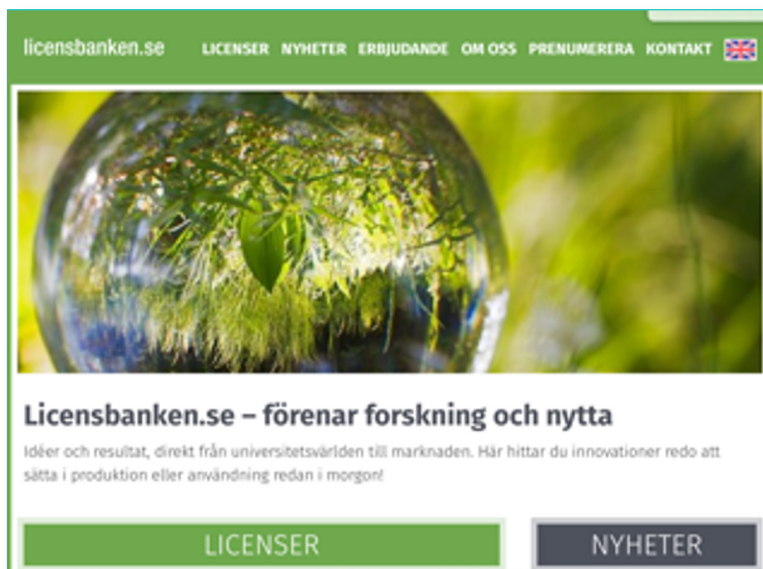 licensbanken.se LICENSER NYHETER ERBJUDANDE OM OSS PRENUMERERA KONTAKT
Licensbanken.se – förenar forskning och nytta
Idéer och resultat, direkt från universitetsvärlden till marknaden. Här hittar du innovationer redo att
sätta i produktion eller användning redan i morgon!
LICENSER NYHETER